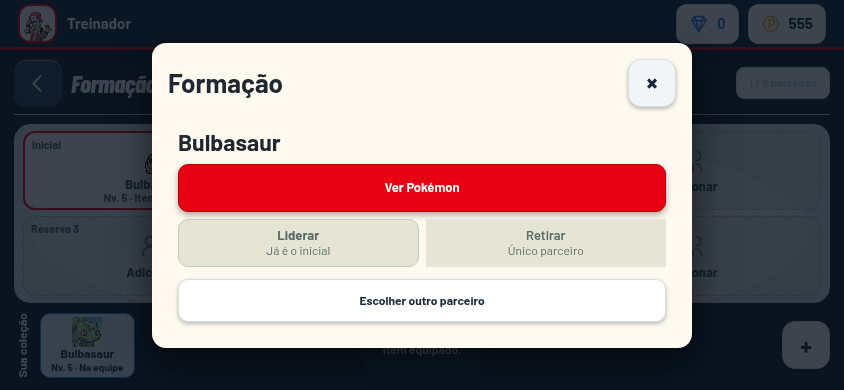 Treinador
0
555
Formação
1 / 6 parceiros
Inicial
Nv. 5 · Item
Reserva 3
Formação
×
Bulbasaur
Ver Pokémon
Liderar
Já é o inicial
Retirar
Único parceiro
Escolher outro parceiro
Sua coleção
Bulbasaur
Nv. 5 · Na equipe
item equipado.
+